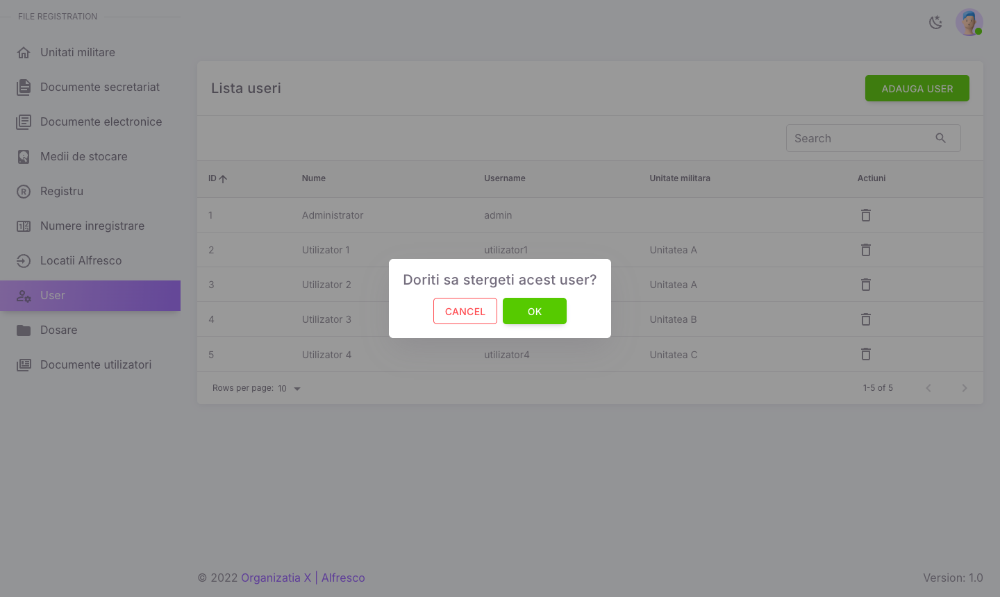 FILE REGISTRATION
Unitati militare
Documente secretariat
Documente electronice
Medii de stocare
Registru
Numere inregistrare
Locatii Alfresco
User
Dosare
Documente utilizatori
Lista useri
ADAUGA USER
Search
ID Nume Username Unitate militara Actiuni
1 Administrator admin
2 Utilizator 1 utilizator1 Unitatea A
3 Utilizator 2 Unitatea A
4 Utilizator 3 Unitatea B
5 Utilizator 4 utilizator4 Unitatea C
Doriti sa stergeti acest user?
CANCEL OK
Rows per page: 10 1-5 of 5
© 2022 Organizatia X | Alfresco Version: 1.0